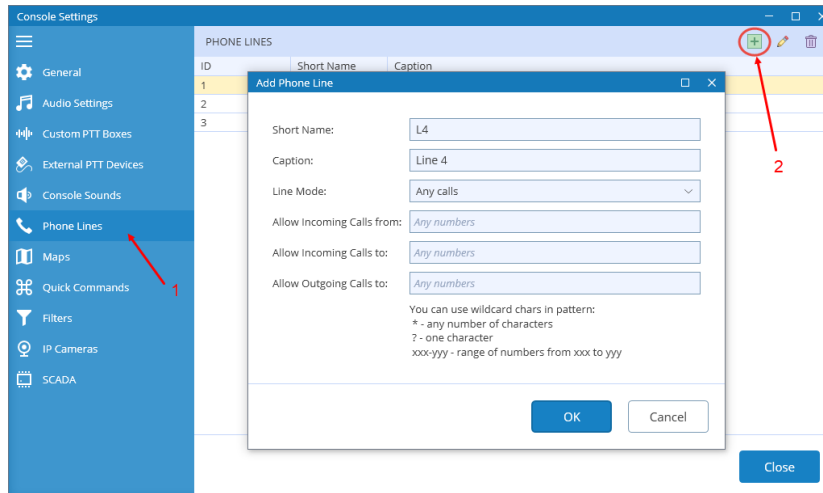 Console Settings
PHONE LINES
General
Audio Settings
Custom PTT Boxes
External PTT Devices
Console Sounds
Phone Lines
Maps
Quick Commands
Filters
IP Cameras
SCADA
ID Short Name Caption
1
2
3
Add Phone Line
Short Name: L4
Caption: Line 4
Line Mode: Any calls
Allow Incoming Calls from: Any numbers
Allow Incoming Calls to: Any numbers
Allow Outgoing Calls to: Any numbers
You can use wildcard chars in pattern:
* - any number of characters
? - one character
xxx-yyy - range of numbers from xxx to yyy
OK Cancel
Close
1
2